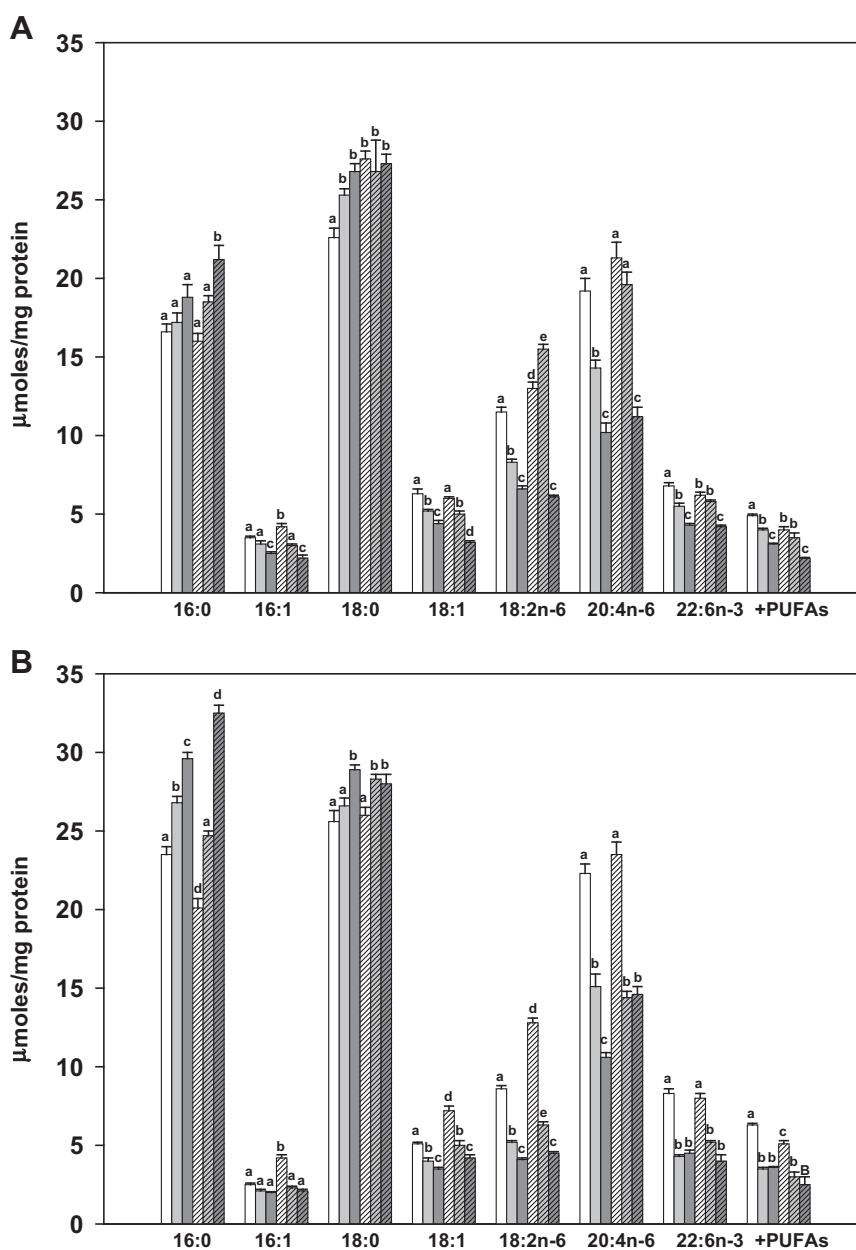 A
35
30
25
20
15
10
5
0
µmoles/mg protein
a a a a a b
a a c b a c
a b b b b b
a b c a b d
a b c d e c
a b c a a c
a b c b b c
a b c b b c
16:0 16:1 18:0 18:1 18:2n-6 20:4n-6 22:6n-3 +PUFAs
B
35
30
25
20
15
10
5
0
µmoles/mg protein
a b c d a d
a a a b a a
a a b a b b
a b c d b c
a b c d e c
a b c a b b
a b b a b b
a b b c b B
16:0 16:1 18:0 18:1 18:2n-6 20:4n-6 22:6n-3 +PUFAs